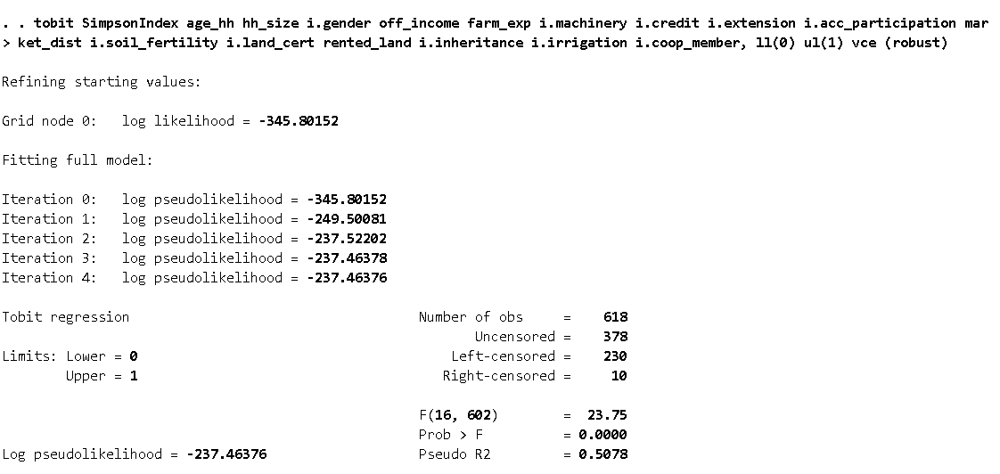 . . tobit SimpsonIndex age_hh hh_size i.gender off_income farm_exp i.machinery i.credit i.extension i.acc_participation mar
> ket_dist i.soil_fertility i.land_cert rented_land i.inheritance i.irrigation i.coop_member, ll(0) ul(1) vce (robust)
Refining starting values:
Grid node 0:   log likelihood = -345.80152
Fitting full model:
Iteration 0:   log pseudolikelihood = -345.80152
Iteration 1:   log pseudolikelihood = -249.50081
Iteration 2:   log pseudolikelihood = -237.52202
Iteration 3:   log pseudolikelihood = -237.46378
Iteration 4:   log pseudolikelihood = -237.46376
Tobit regression                                    Number of obs     =    618
Uncensored =    378
Limits: Lower = 0                                       Left-censored =    230
Upper = 1                                      Right-censored =     10
F(16, 602)        =  23.75
Prob > F          = 0.0000
Log pseudolikelihood = -237.46376                   Pseudo R2         = 0.5078